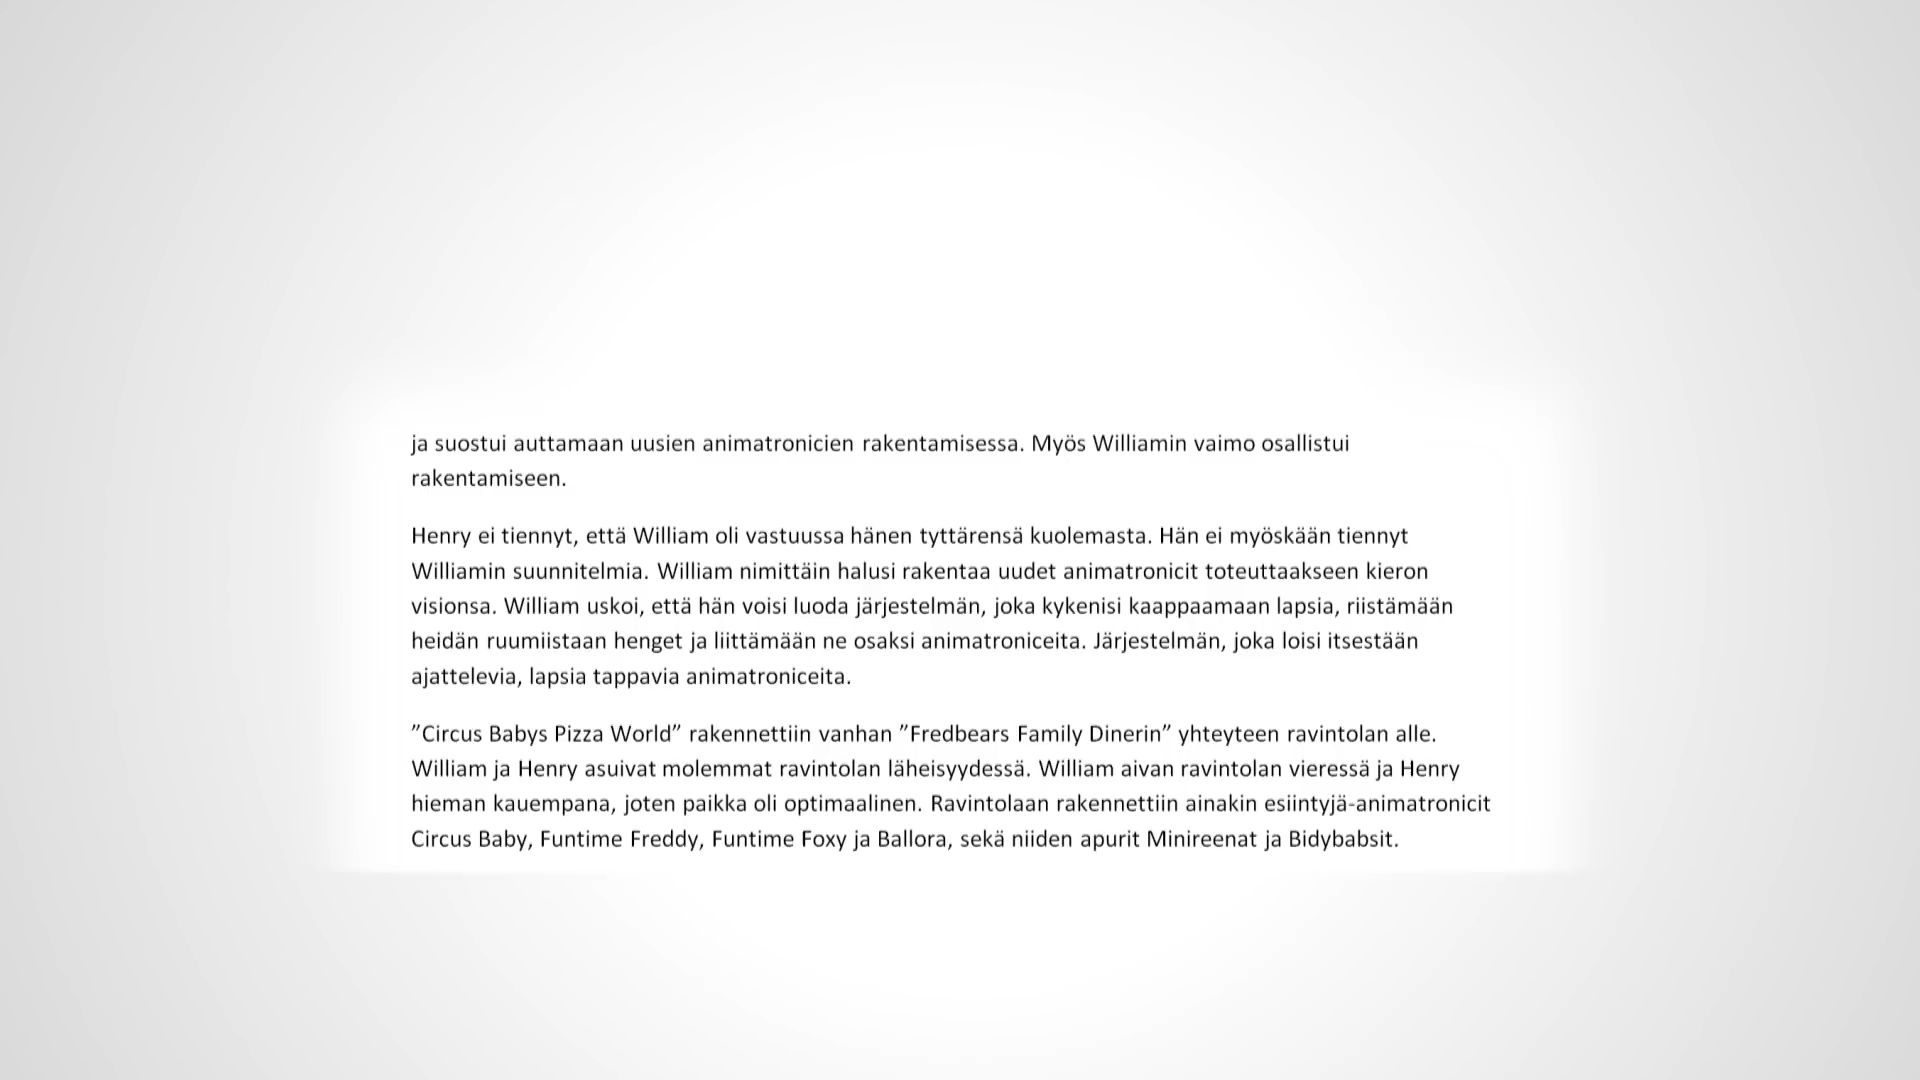 ja suostui auttamaan uusien animatronicien rakentamisessa. Myös Williamin vaimo osallistui
rakentamiseen.
Henry ei tiennyt, että William oli vastuussa hänen tyttärensä kuolemasta. Hän ei myöskään tiennyt
Williamin suunnitelmia. William nimittäin halusi rakentaa uudet animatronicit toteuttaakseen kieron
visionsa. William uskoi, että hän voisi luoda järjestelmän, joka kykenisi kaappaamaan lapsia, riistämään
heidän ruumiistaan henget ja liittämään ne osaksi animatroniceita. Järjestelmän, joka loisi itsestään
ajattelevia, lapsia tappavia animatroniceita.
”Circus Babys Pizza World” rakennettiin vanhan ”Fredbears Family Dinerin” yhteyteen ravintolan alle.
William ja Henry asuivat molemmat ravintolan läheisyydessä. William aivan ravintolan vieressä ja Henry
hieman kauempana, joten paikka oli optimaalinen. Ravintolaan rakennettiin ainakin esiintyjä-animatronicit
Circus Baby, Funtime Freddy, Funtime Foxy ja Ballora, sekä niiden apurit Minireenat ja Bidybabsit.